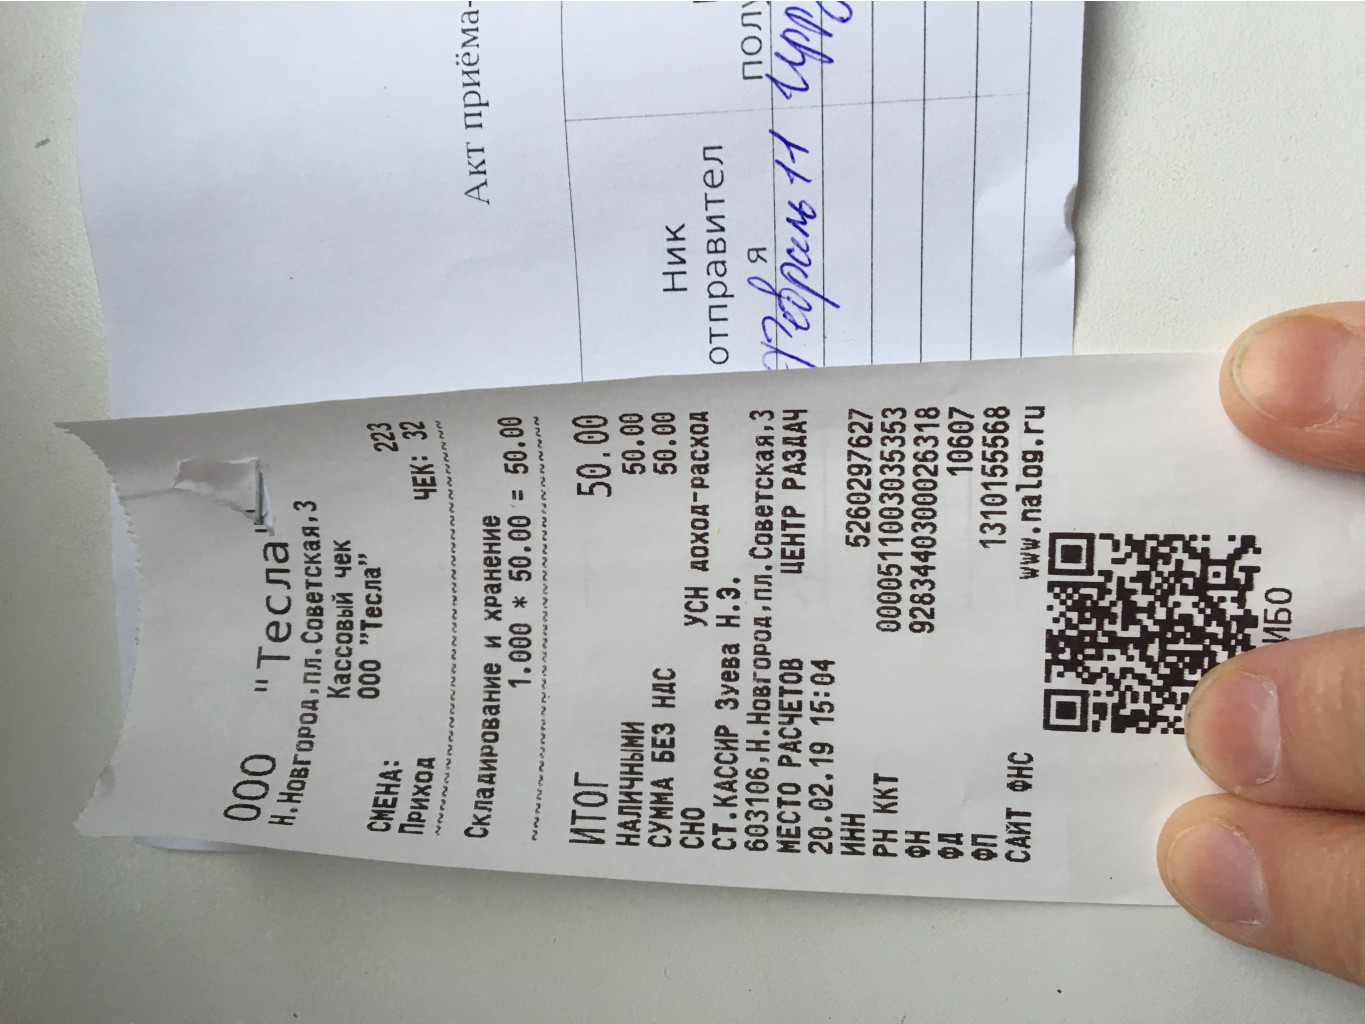 ООО "Тесла"
Н.Новгород,пл.Советская,3
Кассовый чек
ООО "Тесла"
СМЕНА: 223
ПРИХОД ЧЕК: 32
Складирование и хранение
1.000 * 50.00 = 50.00
ИТОГ 50.00
НАЛИЧНЫМИ 50.00
СУММА БЕЗ НДС 50.00
СНО УСН доход-расход
СТ.КАССИР Зуева Н.Э.
603106,Н.Новгород,пл.Советская,3
МЕСТО РАСЧЕТОВ ЦЕНТР РАЗДАЧ
20.02.19 15:04
ИНН 5260297627
РН ККТ 0000511003035353
ФН 9283440300026318
ФД 10607
ФП 1310155568
САЙТ ФНС www.nalog.ru
ИБО
Акт приёма-
Ник
отправител
я
полу
Февраль 11